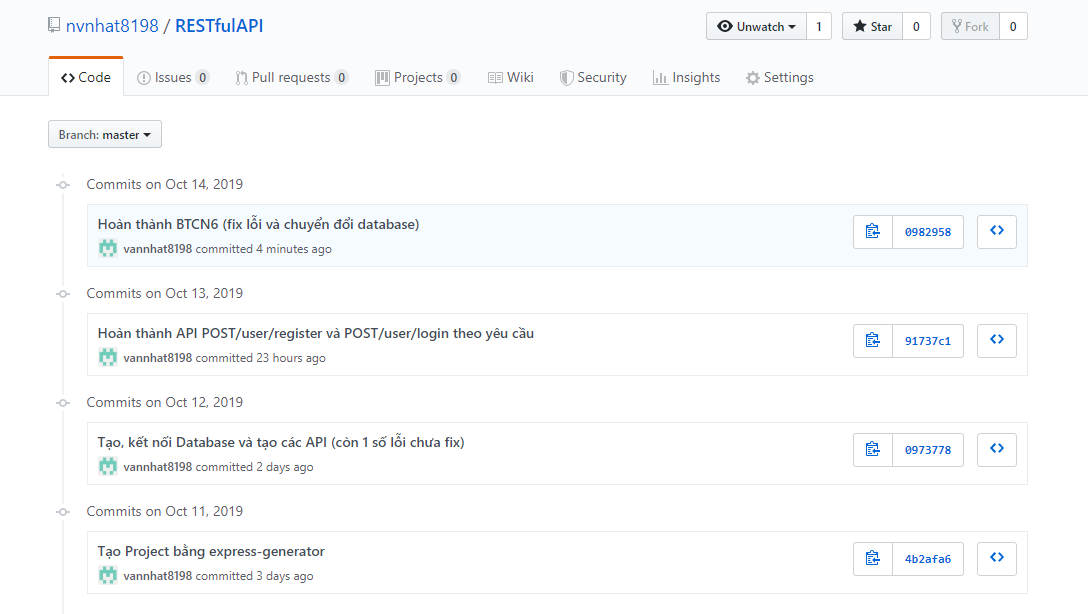 nvnhat8198 / RESTfulAPI
Unwatch 1 Star 0 Fork 0
Code Issues 0 Pull requests 0 Projects 0 Wiki Security Insights Settings
Branch: master
Commits on Oct 14, 2019
Hoàn thành BTCN6 (fix lỗi và chuyển đổi database)
vannhat8198 committed 4 minutes ago
0982958
Commits on Oct 13, 2019
Hoàn thành API POST/user/register và POST/user/login theo yêu cầu
vannhat8198 committed 23 hours ago
91737c1
Commits on Oct 12, 2019
Tạo, kết nối Database và tạo các API (còn 1 số lỗi chưa fix)
vannhat8198 committed 2 days ago
0973778
Commits on Oct 11, 2019
Tạo Project bằng express-generator
vannhat8198 committed 3 days ago
4b2afa6